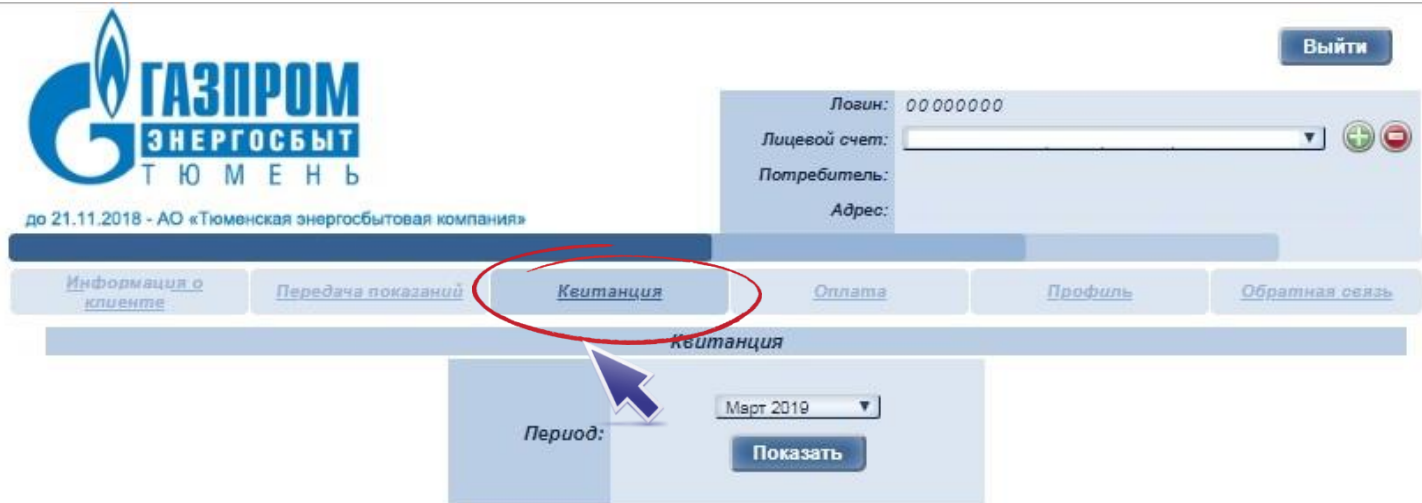 Выйти
ГАЗПРОМ
ЭНЕРГОСБЫТ
ТЮМЕНЬ
до 21.11.2018 - АО «Тюменская энергосбытовая компания»
Логин: 00000000
Лицевой счет:
Потребитель:
Адрес:
Информация о клиенте
Передача показаний
Квитанция
Оплата
Профиль
Обратная связь
Квитанция
Период:
Март 2019
Показать